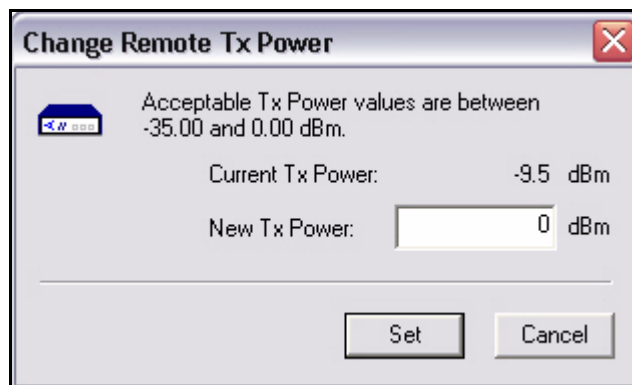 Change Remote Tx Power
Acceptable Tx Power values are between
-35.00 and 0.00 dBm.
Current Tx Power: -9.5 dBm
New Tx Power: 0 dBm
Set Cancel